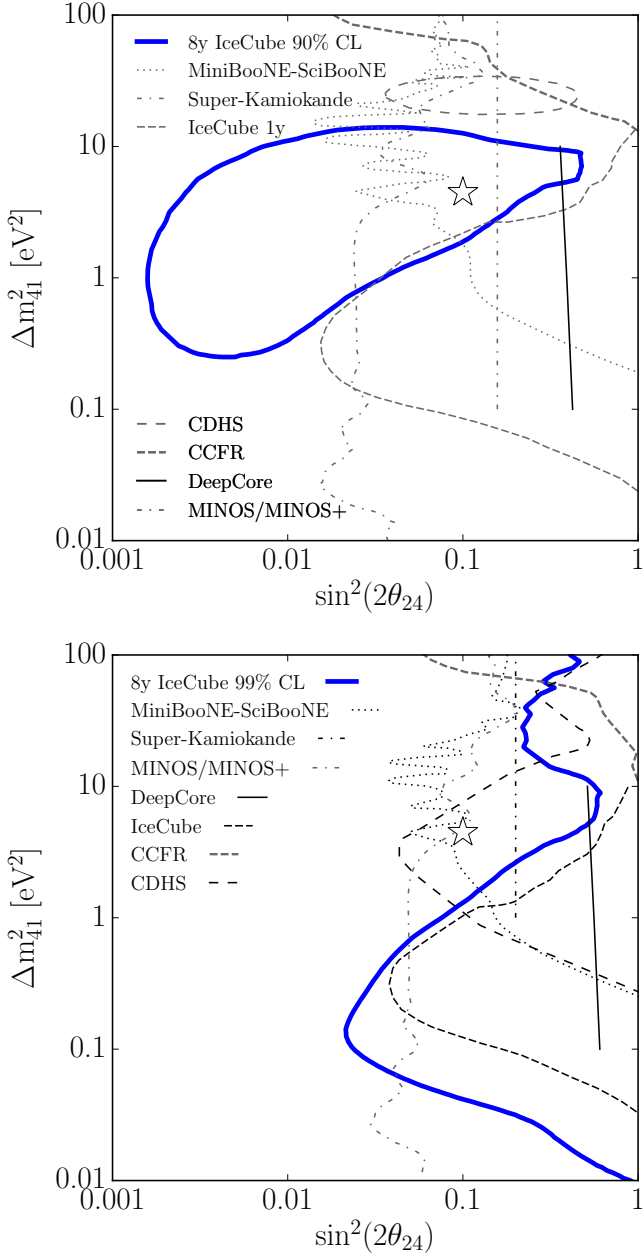 100
8y IceCube 90% CL
MiniBooNE-SciBooNE
Super-Kamiokande
IceCube 1y
10
Δm²₄₁ [eV²]
1
0.1
CDHS
CCFR
DeepCore
MINOS/MINOS+
0.01
0.001 0.01 0.1 1
sin²(2θ₂₄)
100
8y IceCube 99% CL
MiniBooNE-SciBooNE
Super-Kamiokande
MINOS/MINOS+
10
DeepCore
IceCube
CCFR
CDHS
Δm²₄₁ [eV²]
1
0.1
0.01
0.001 0.01 0.1 1
sin²(2θ₂₄)